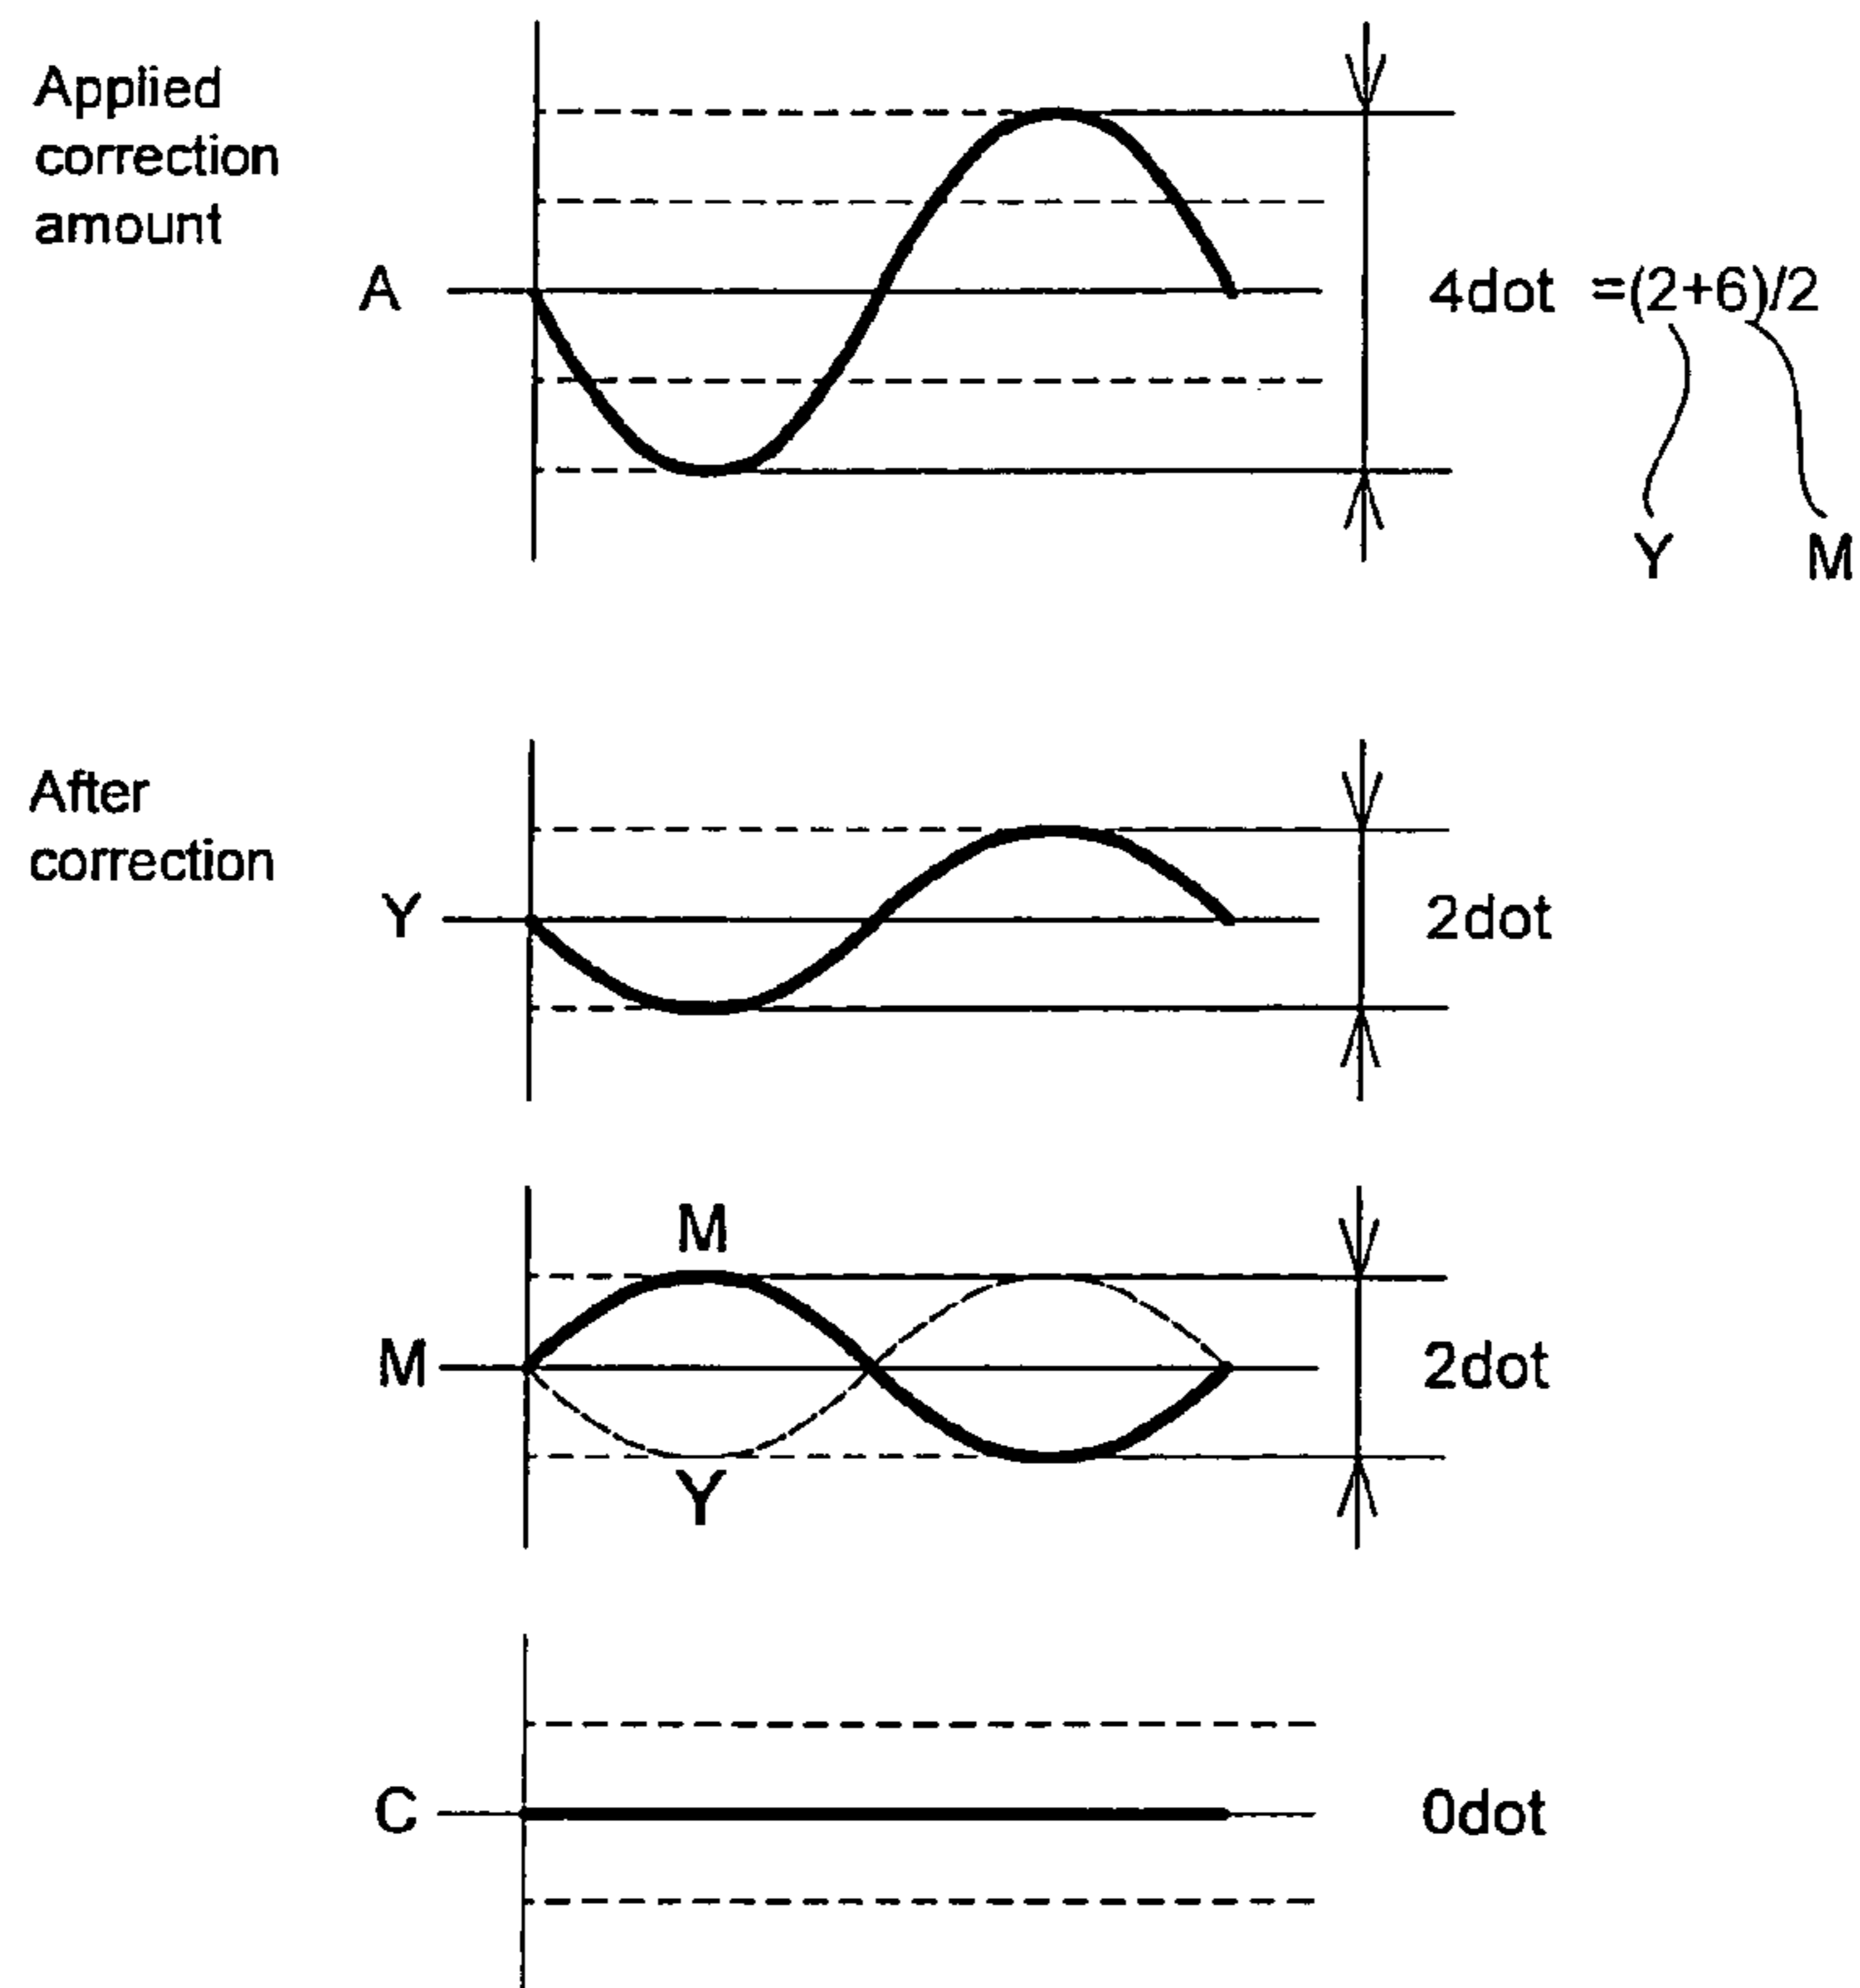 Applied
correction
amount
A
4dot =(2+6)/2
Y M
After
correction
Y
2dot
M
M
2dot
Y
C
0dot